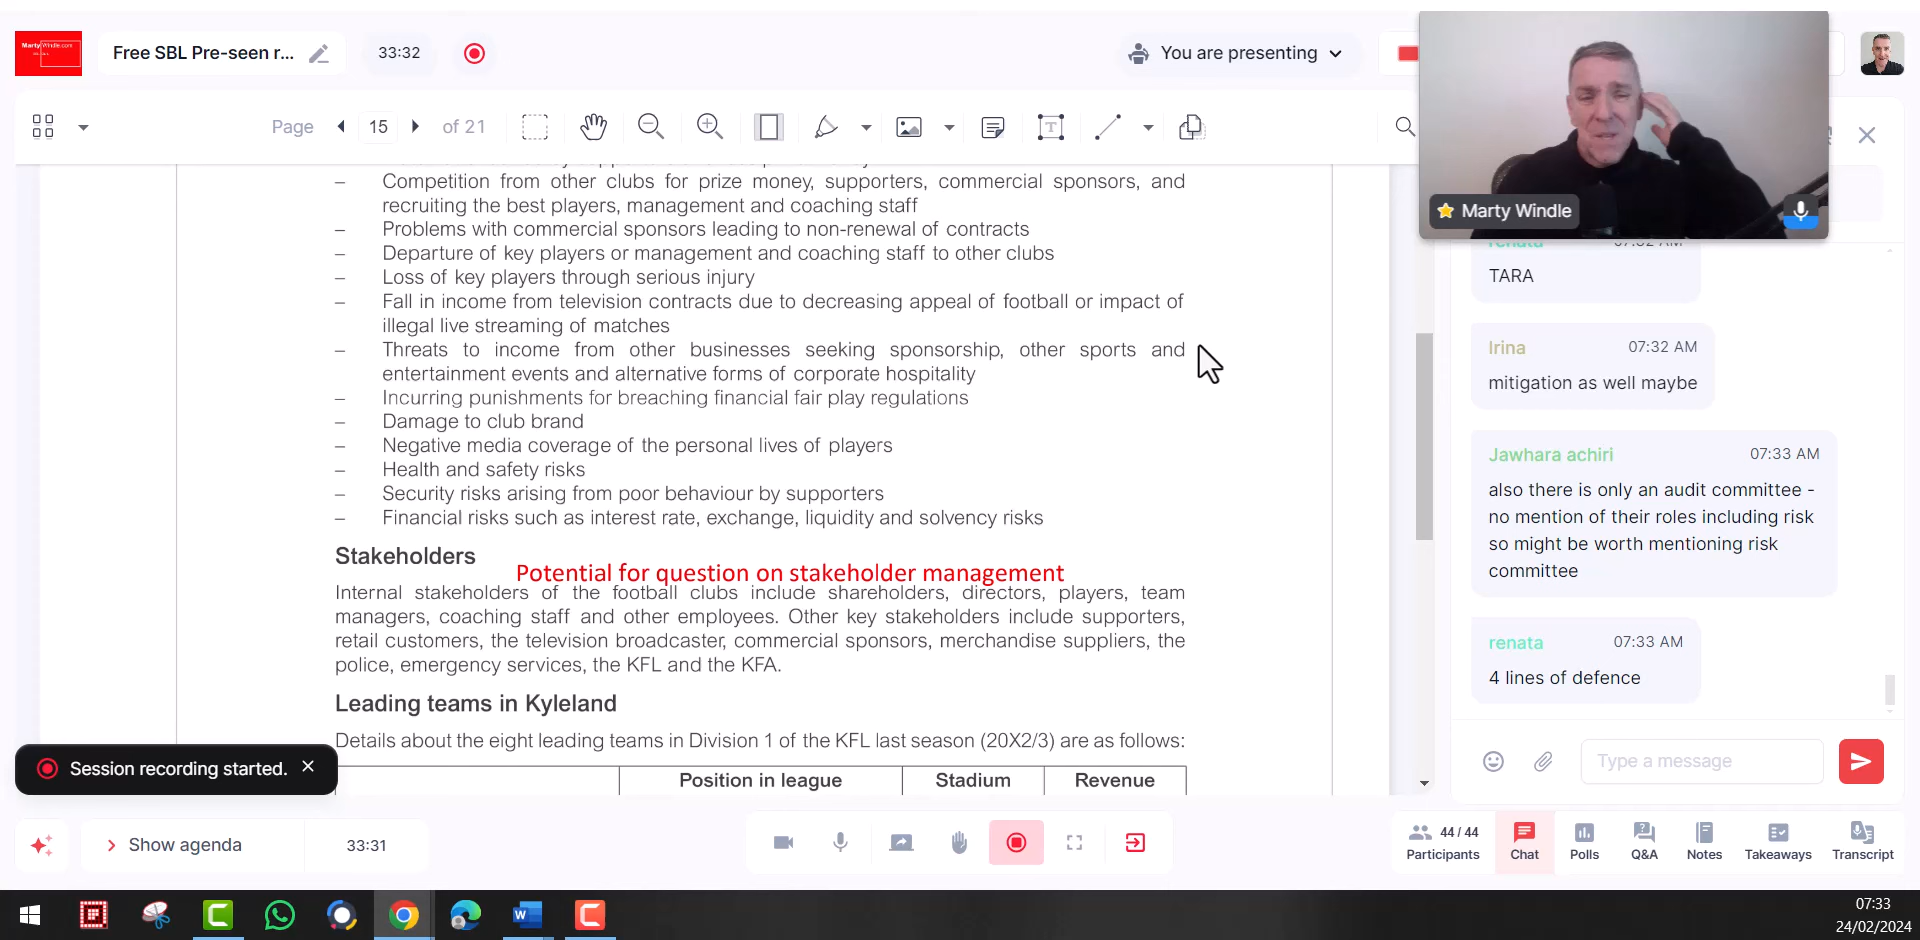 MartyWindle.com
Free SBL Pre-seen r...
33:32
You are presenting
Page
15
of 21
Marty Windle
Competition from other clubs for prize money, supporters, commercial sponsors, and
recruiting the best players, management and coaching staff
– Problems with commercial sponsors leading to non-renewal of contracts
– Departure of key players or management and coaching staff to other clubs
– Loss of key players through serious injury
– Fall in income from television contracts due to decreasing appeal of football or impact of
illegal live streaming of matches
– Threats to income from other businesses seeking sponsorship, other sports and
entertainment events and alternative forms of corporate hospitality
– Incurring punishments for breaching financial fair play regulations
– Damage to club brand
– Negative media coverage of the personal lives of players
– Health and safety risks
– Security risks arising from poor behaviour by supporters
– Financial risks such as interest rate, exchange, liquidity and solvency risks
Stakeholders
Potential for question on stakeholder management
Internal stakeholders of the football clubs include shareholders, directors, players, team
managers, coaching staff and other employees. Other key stakeholders include supporters,
retail customers, the television broadcaster, commercial sponsors, merchandise suppliers, the
police, emergency services, the KFL and the KFA.
Leading teams in Kyleland
Details about the eight leading teams in Division 1 of the KFL last season (20X2/3) are as follows:
Position in league
Stadium
Revenue
renata 07:32 AM
TARA
Irina 07:32 AM
mitigation as well maybe
Jawhara achiri 07:33 AM
also there is only an audit committee -
no mention of their roles including risk
so might be worth mentioning risk
committee
renata 07:33 AM
4 lines of defence
Type a message
Session recording started.
Show agenda
33:31
44 / 44
Participants
Chat
Polls
Q&A
Notes
Takeaways
Transcript
07:33
24/02/2024